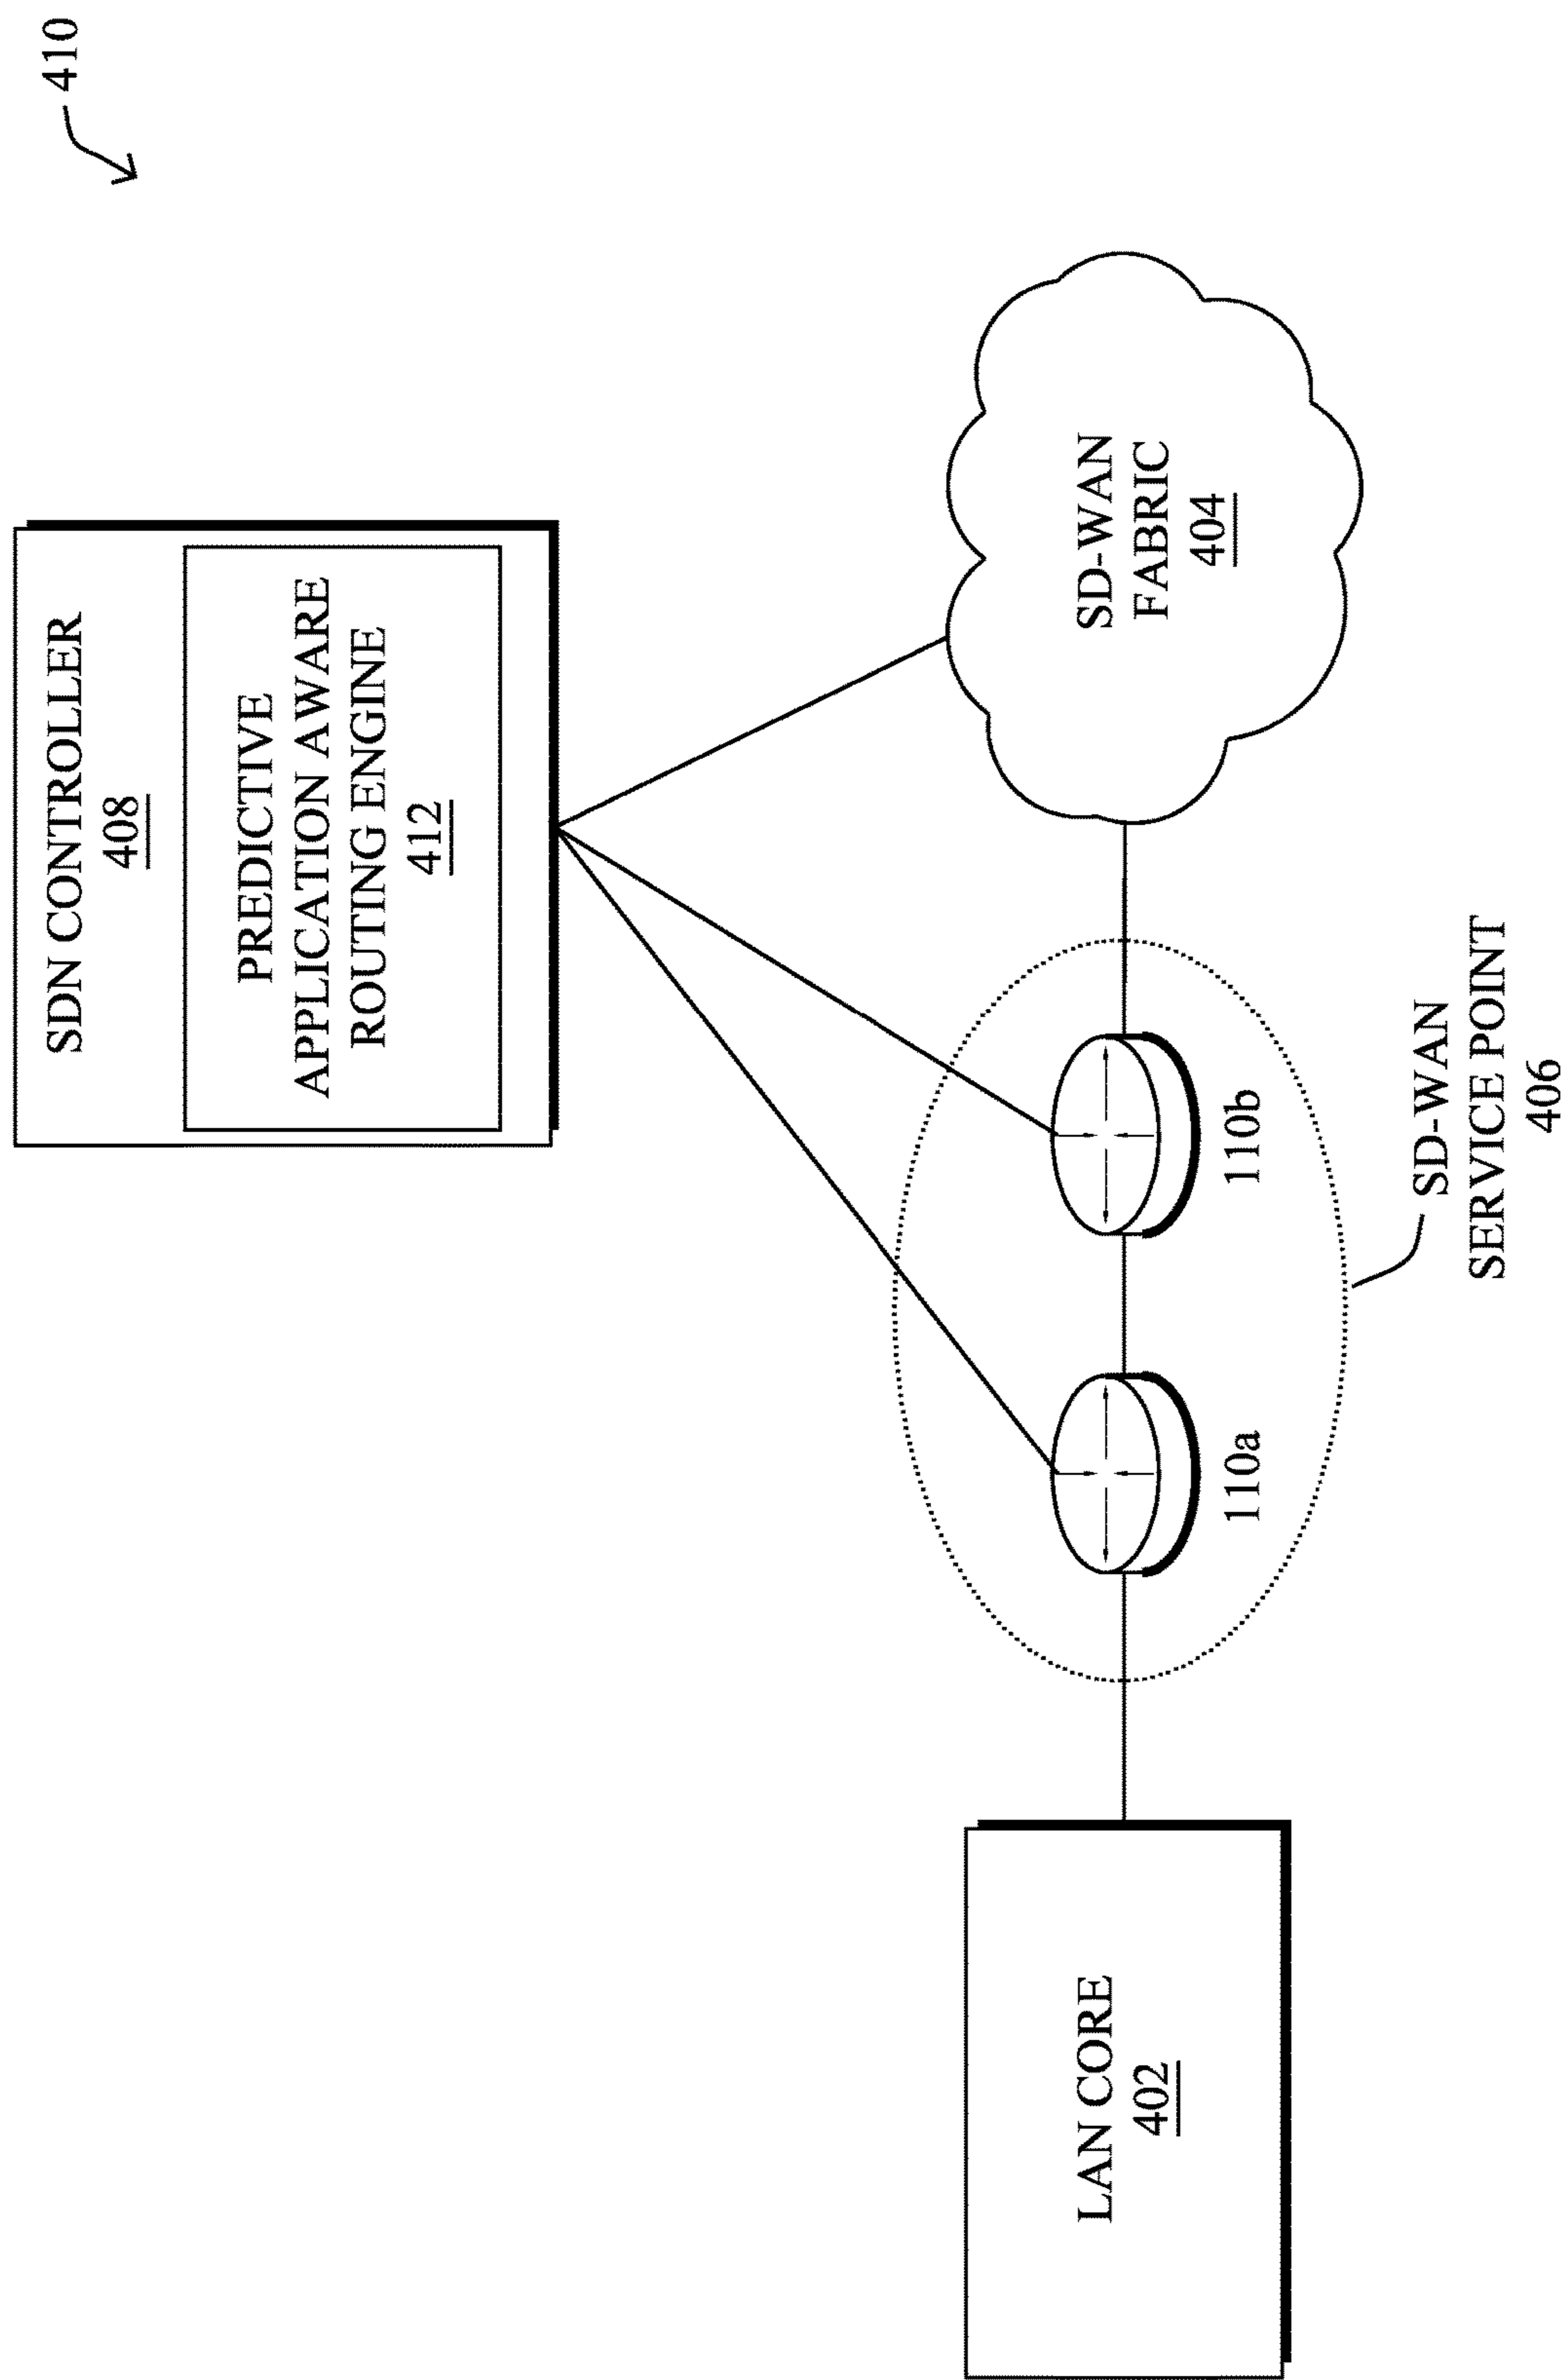 410
SDN CONTROLLER
408
PREDICTIVE
APPLICATION AWARE
ROUTING ENGINE
412
LAN CORE
402
110a
110b
SD-WAN
FABRIC
404
SD-WAN
SERVICE POINT
406